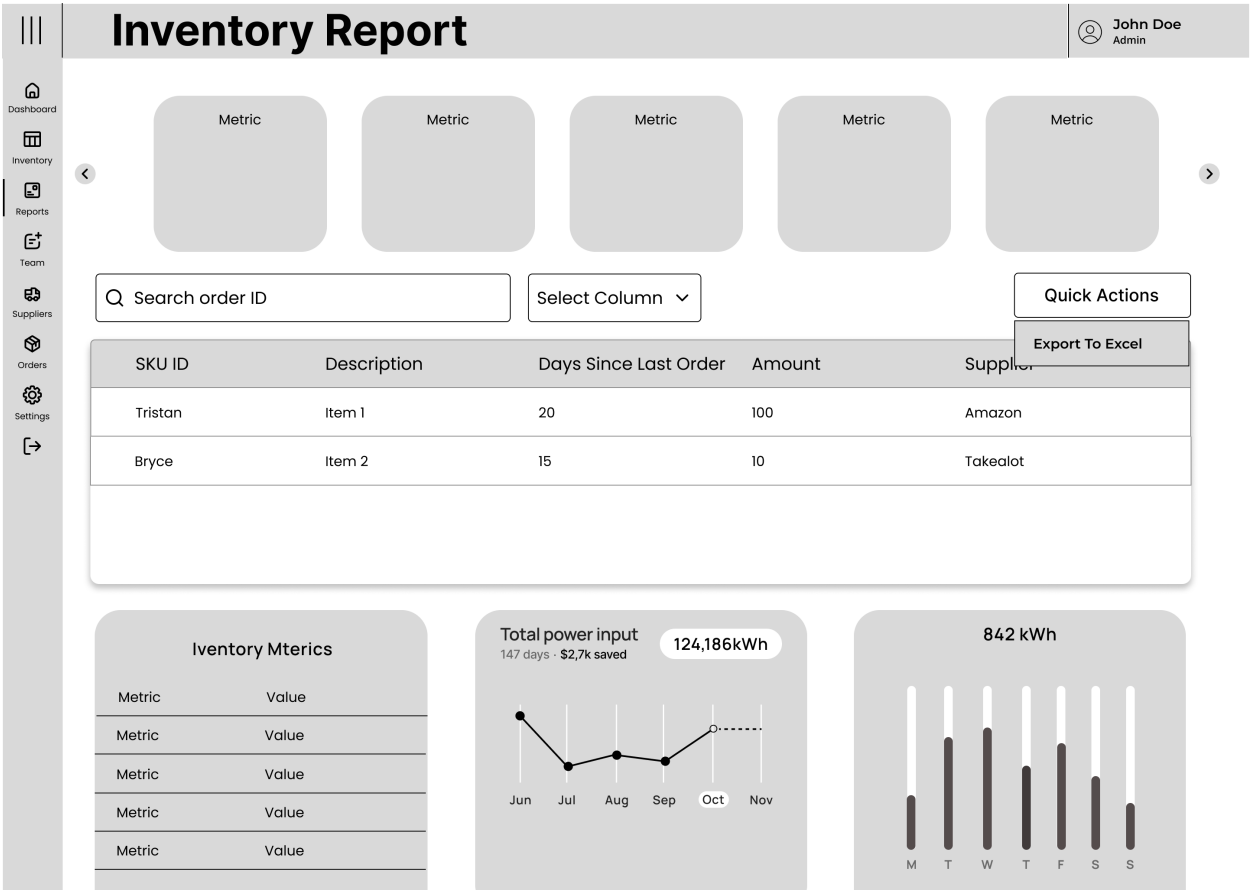 Inventory Report
John Doe
Admin
Dashboard
Inventory
Reports
Team
Suppliers
Orders
Settings
Metric Metric Metric Metric Metric
Search order ID
Select Column
Quick Actions
Export To Excel
SKU ID Description Days Since Last Order Amount Supplier
Tristan Item 1 20 100 Amazon
Bryce Item 2 15 10 Takealot
Iventory Mterics
Metric Value
Metric Value
Metric Value
Metric Value
Metric Value
Total power input
147 days · $2,7k saved
124,186kWh
Jun Jul Aug Sep Oct Nov
842 kWh
M T W T F S S